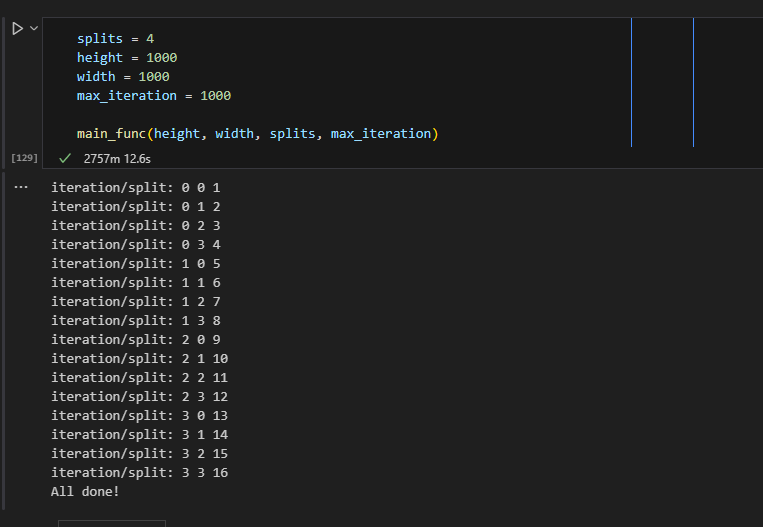 splits = 4
height = 1000
width = 1000
max_iteration = 1000
main_func(height, width, splits, max_iteration)
[129]
2757m 12.6s
...
iteration/split: 0 0 1
iteration/split: 0 1 2
iteration/split: 0 2 3
iteration/split: 0 3 4
iteration/split: 1 0 5
iteration/split: 1 1 6
iteration/split: 1 2 7
iteration/split: 1 3 8
iteration/split: 2 0 9
iteration/split: 2 1 10
iteration/split: 2 2 11
iteration/split: 2 3 12
iteration/split: 3 0 13
iteration/split: 3 1 14
iteration/split: 3 2 15
iteration/split: 3 3 16
All done!